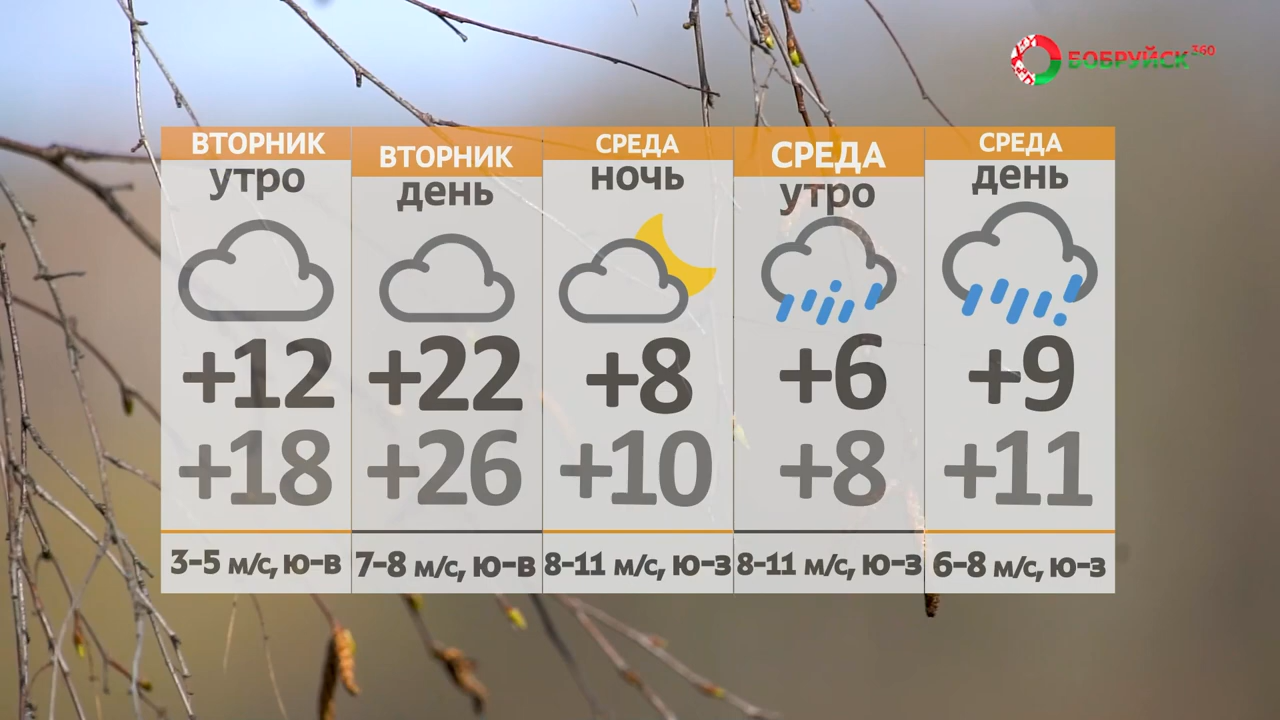 БОБРУЙСК 360
ВТОРНИК
утро
+12
+18
3-5 м/с, ю-в
ВТОРНИК
день
+22
+26
7-8 м/с, ю-в
СРЕДА
ночь
+8
+10
8-11 м/с, ю-з
СРЕДА
утро
+6
+8
8-11 м/с, ю-з
СРЕДА
день
+9
+11
6-8 м/с, ю-з